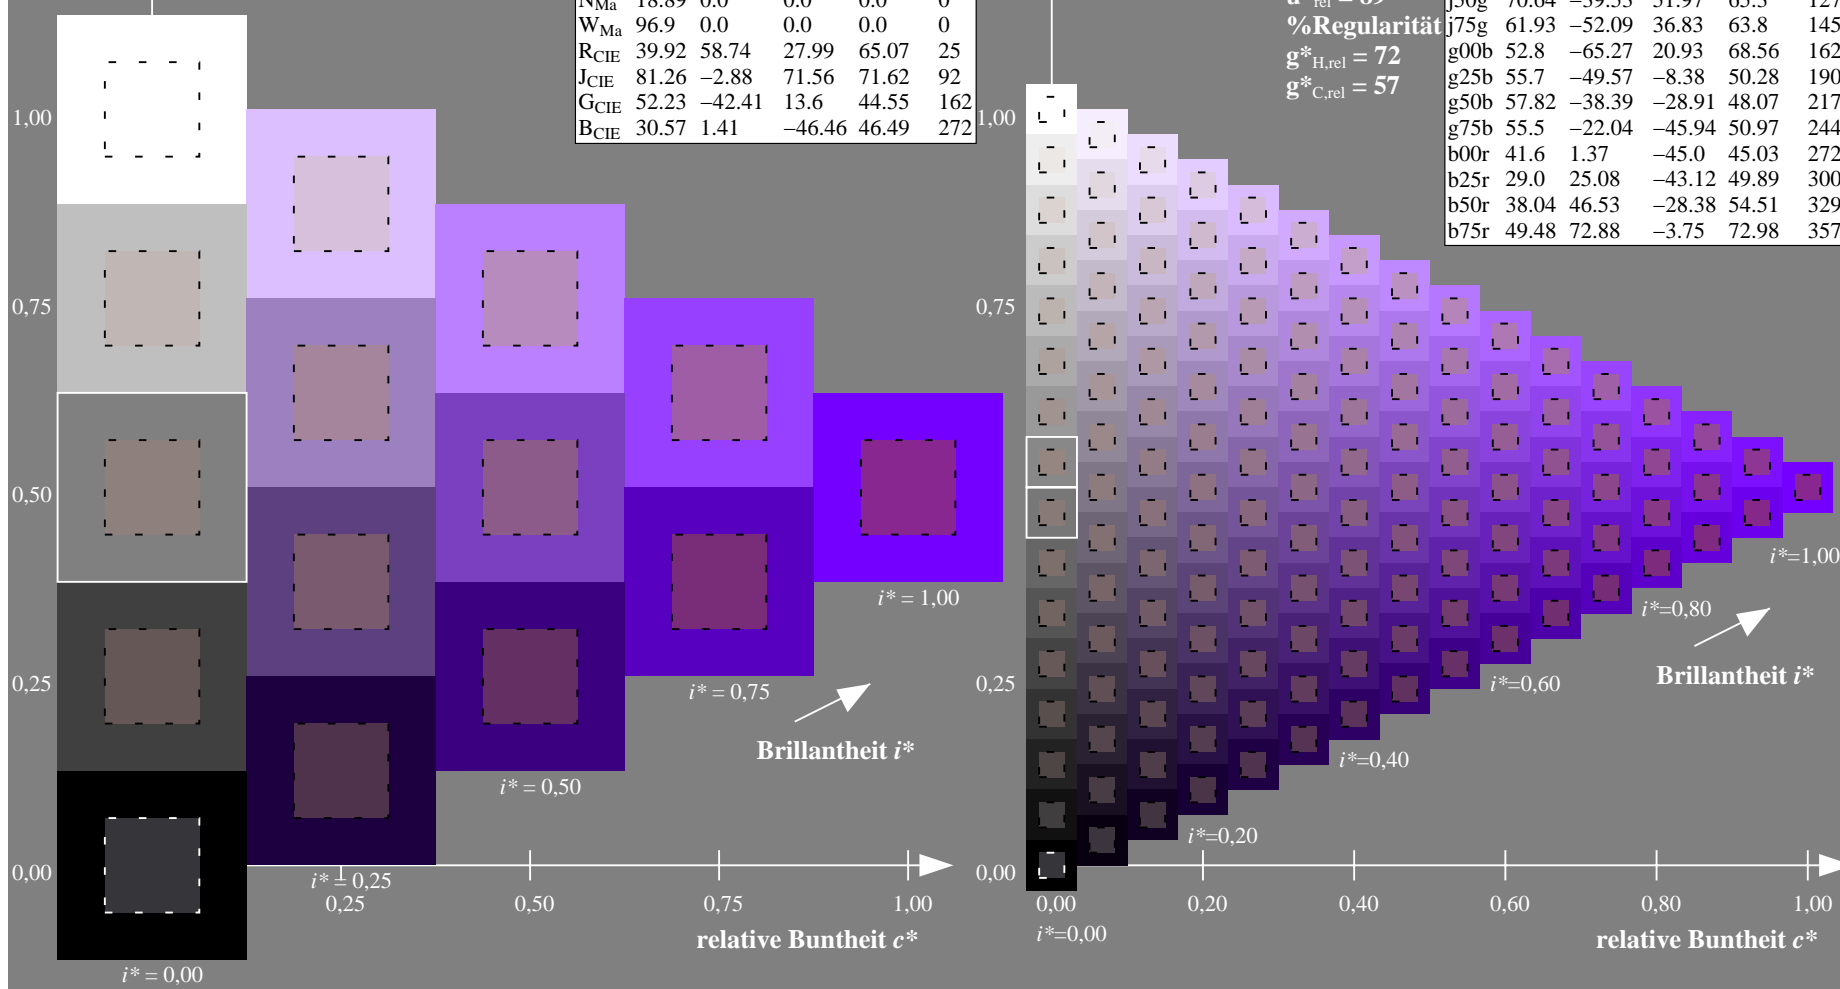 N_Ma 18.89 0.0 0.0 0.0 0
W_Ma 96.9 0.0 0.0 0.0 0
R_CIE 39.92 58.74 27.99 65.07 25
J_CIE 81.26 −2.88 71.56 71.62 92
G_CIE 52.23 −42.41 13.6 44.55 162
B_CIE 30.57 1.41 −46.46 46.49 272
1,00
0,75
0,50
0,25
0,00
i* = 1,00
i* = 0,75
Brillantheit i*
i* = 0,50
i* = 0,25
0,25 0,50 0,75 1,00
relative Buntheit c*
i* = 0,00
%Regularität
g*H,rel = 72
g*C,rel = 57
j75g 61.93 −52.09 36.83 63.8 145
g00b 52.8 −65.27 20.93 68.56 162
g25b 55.7 −49.57 −8.38 50.28 190
g50b 57.82 −38.39 −28.91 48.07 217
g75b 55.5 −22.04 −45.94 50.97 244
b00r 41.6 1.37 −45.0 45.03 272
b25r 29.0 25.08 −43.12 49.89 300
b50r 38.04 46.53 −28.38 54.51 329
b75r 49.48 72.88 −3.75 72.98 357
1,00
0,75
0,50
0,25
0,00
i*=1,00
i*=0,80
Brillantheit i*
i*=0,60
i*=0,40
i*=0,20
0,00 0,20 0,40 0,60 0,80 1,00
i*=0,00
relative Buntheit c*